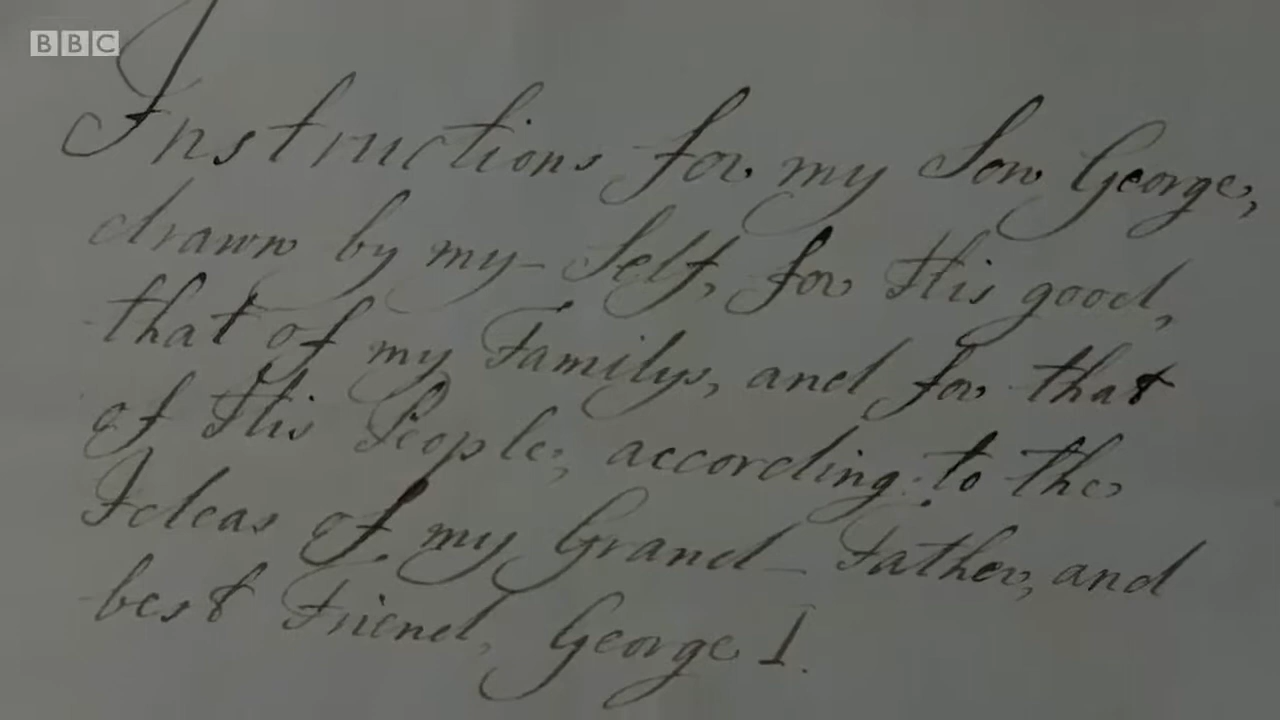 BBC
Instructions for my Son George,
drawn by my-Self, for His good,
that of my Familys, and for that
of His People, according to the
Ideas of my Grand-Father, and
best Friend, George I.